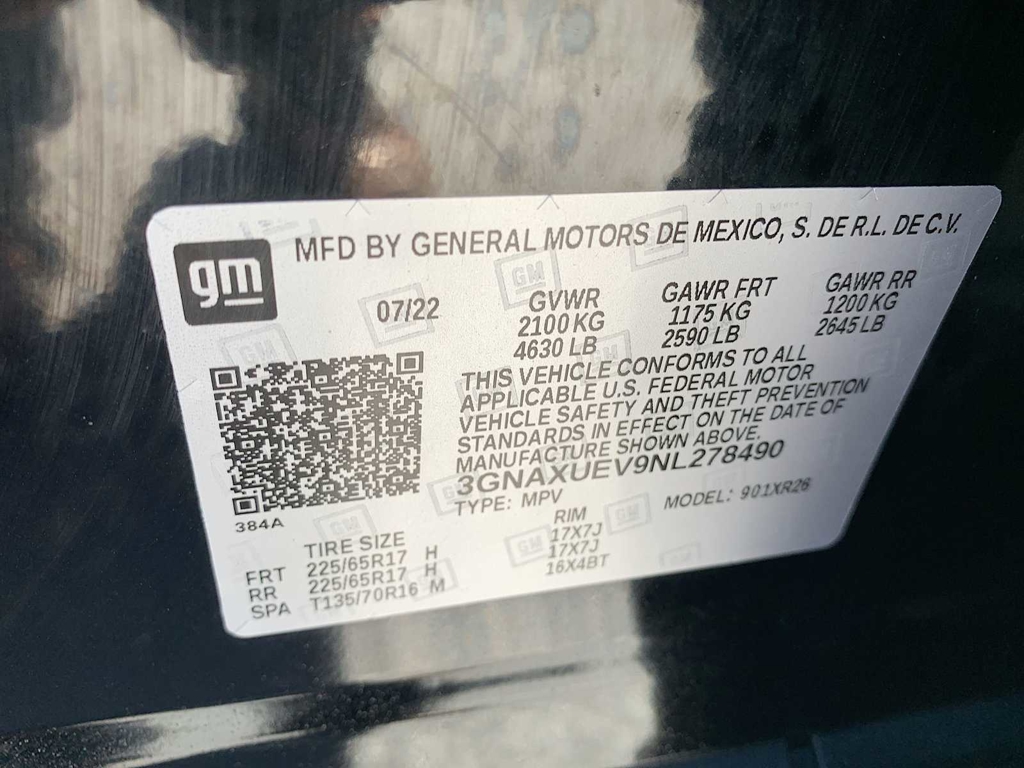 gm
MFD BY GENERAL MOTORS DE MEXICO, S. DE R.L. DE C.V.
07/22
GVWR
2100 KG
4630 LB
GAWR FRT
1175 KG
2590 LB
GAWR RR
1200 KG
2645 LB
THIS VEHICLE CONFORMS TO ALL
APPLICABLE U.S. FEDERAL MOTOR
VEHICLE SAFETY AND THEFT PREVENTION
STANDARDS IN EFFECT ON THE DATE OF
MANUFACTURE SHOWN ABOVE.
3GNAXUEV9NL278490
TYPE: MPV
MODEL: 901XR26
384A
TIRE SIZE RIM
FRT 225/65R17 H 17X7J
RR 225/65R17 H 17X7J
SPA T135/70R16 M 16X4BT